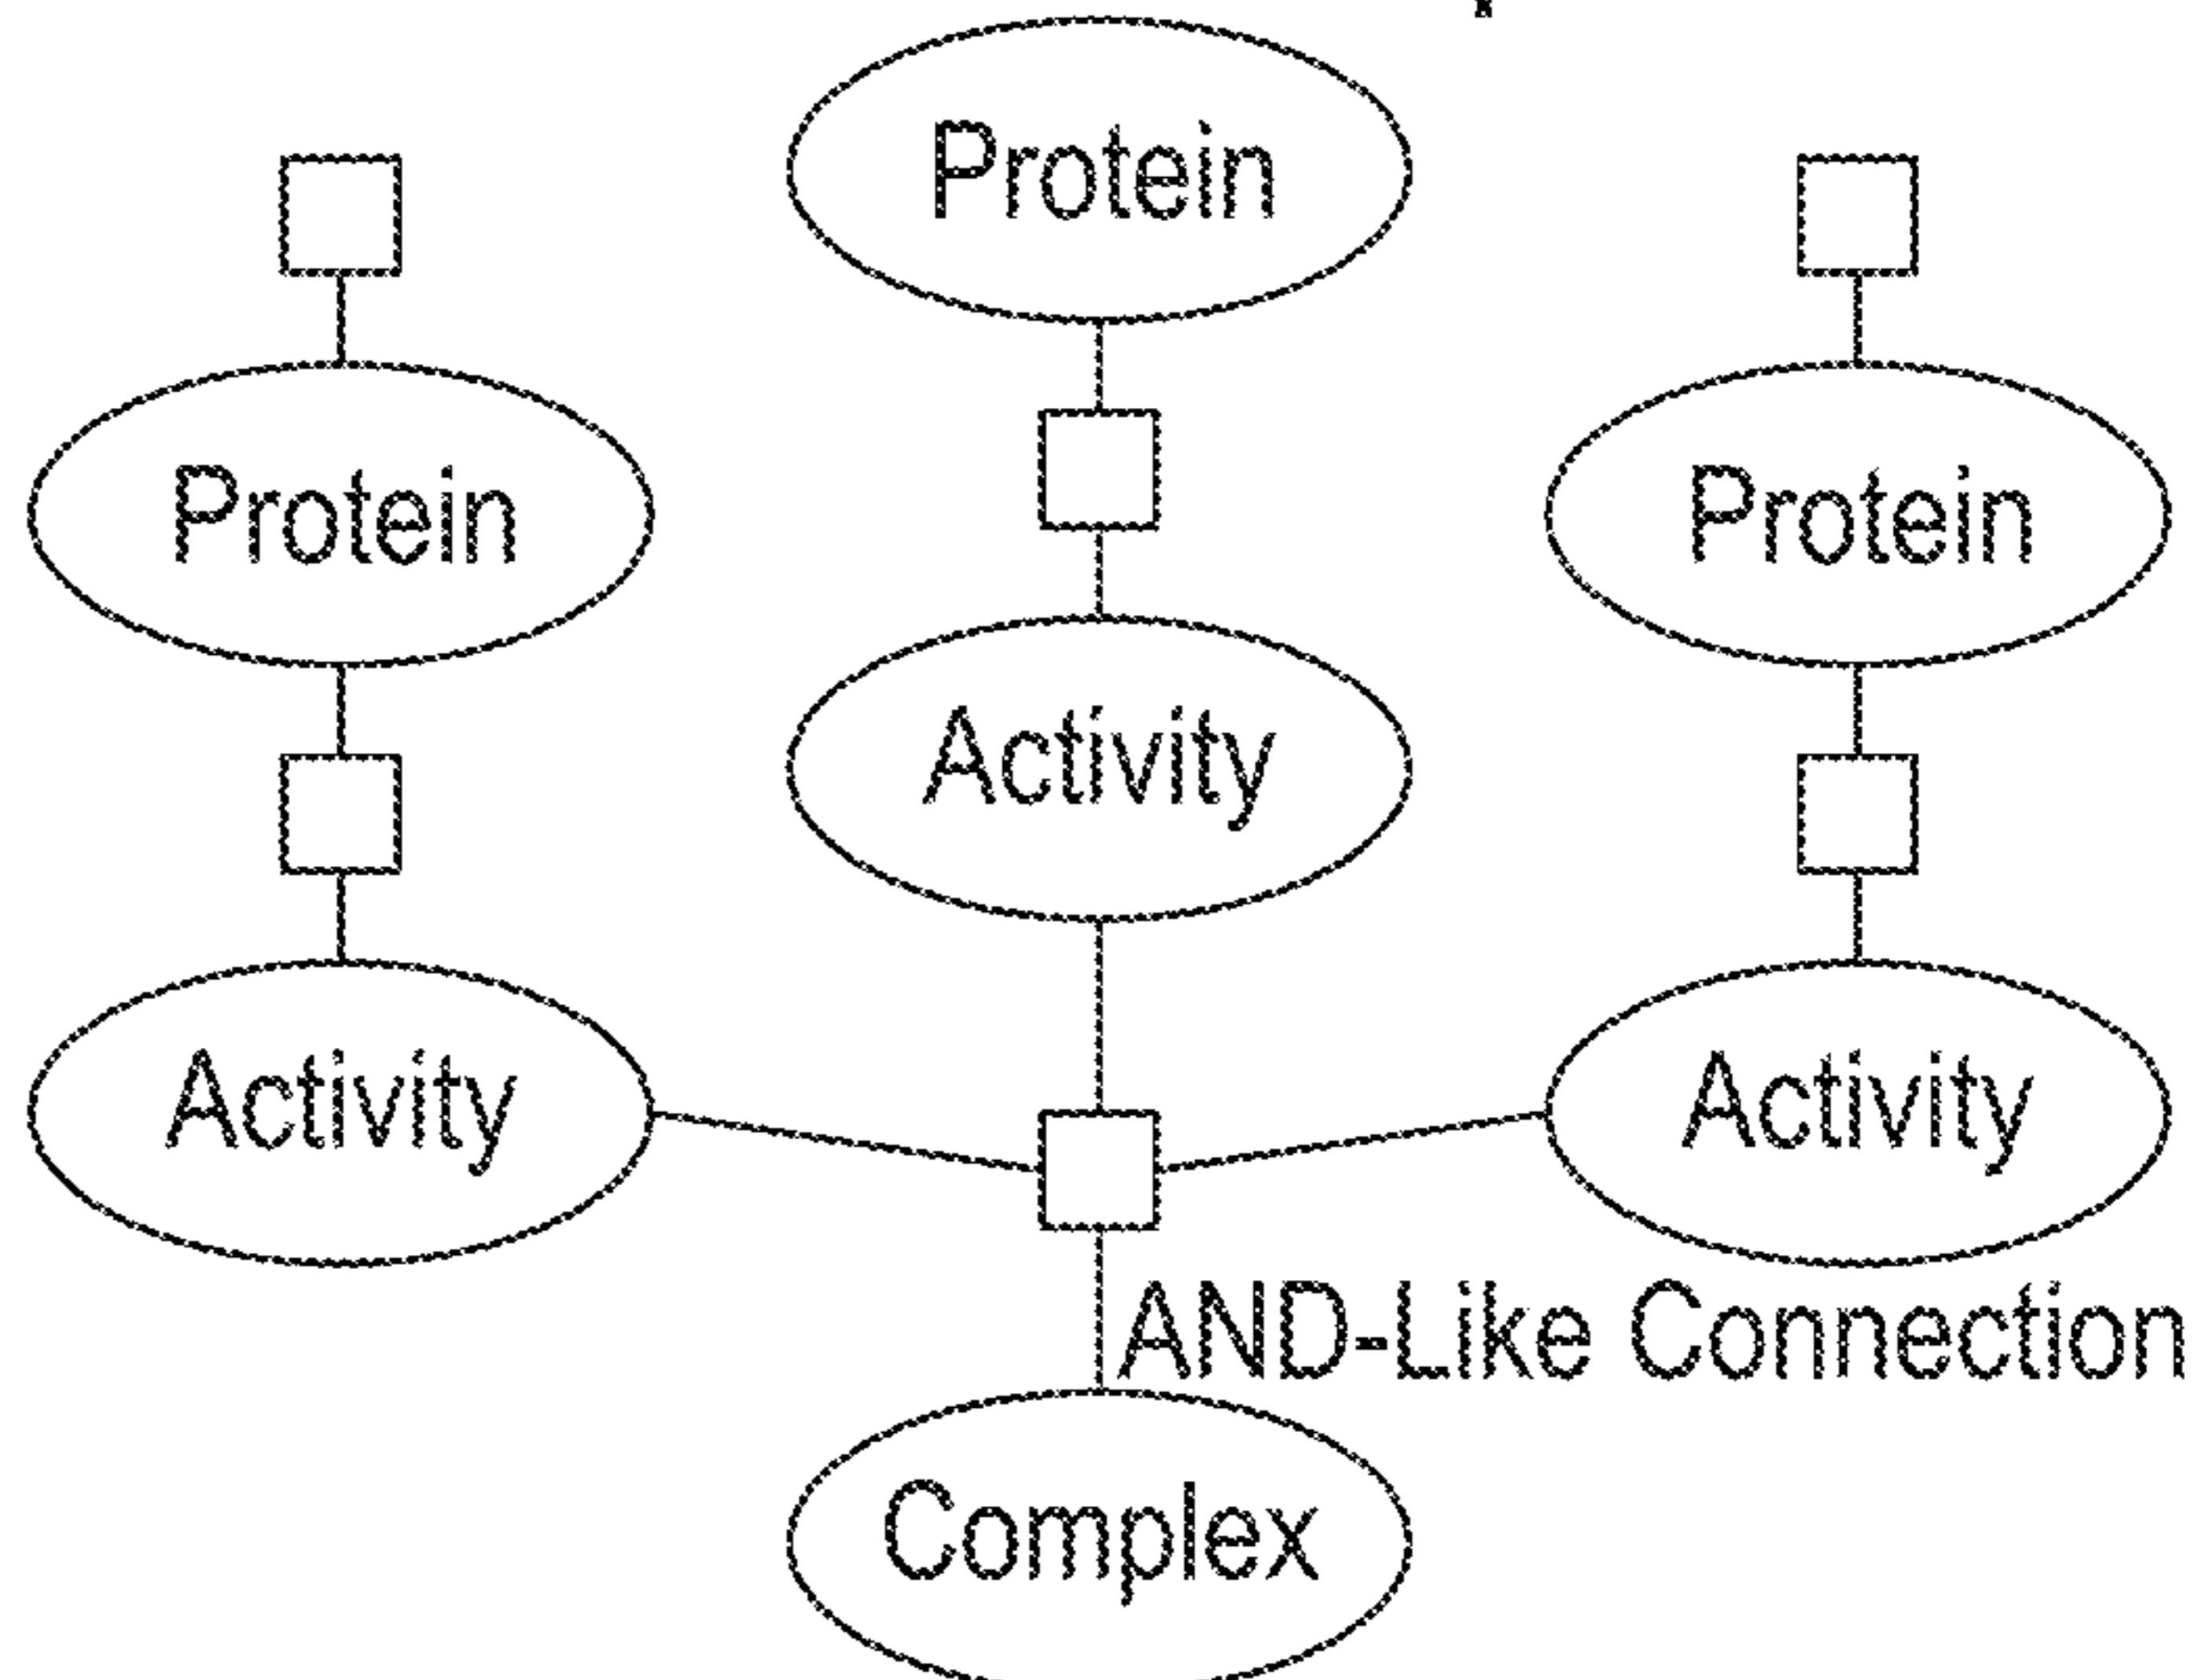 Protein
Protein
Protein
Activity
Activity
Activity
AND-Like Connection
Complex